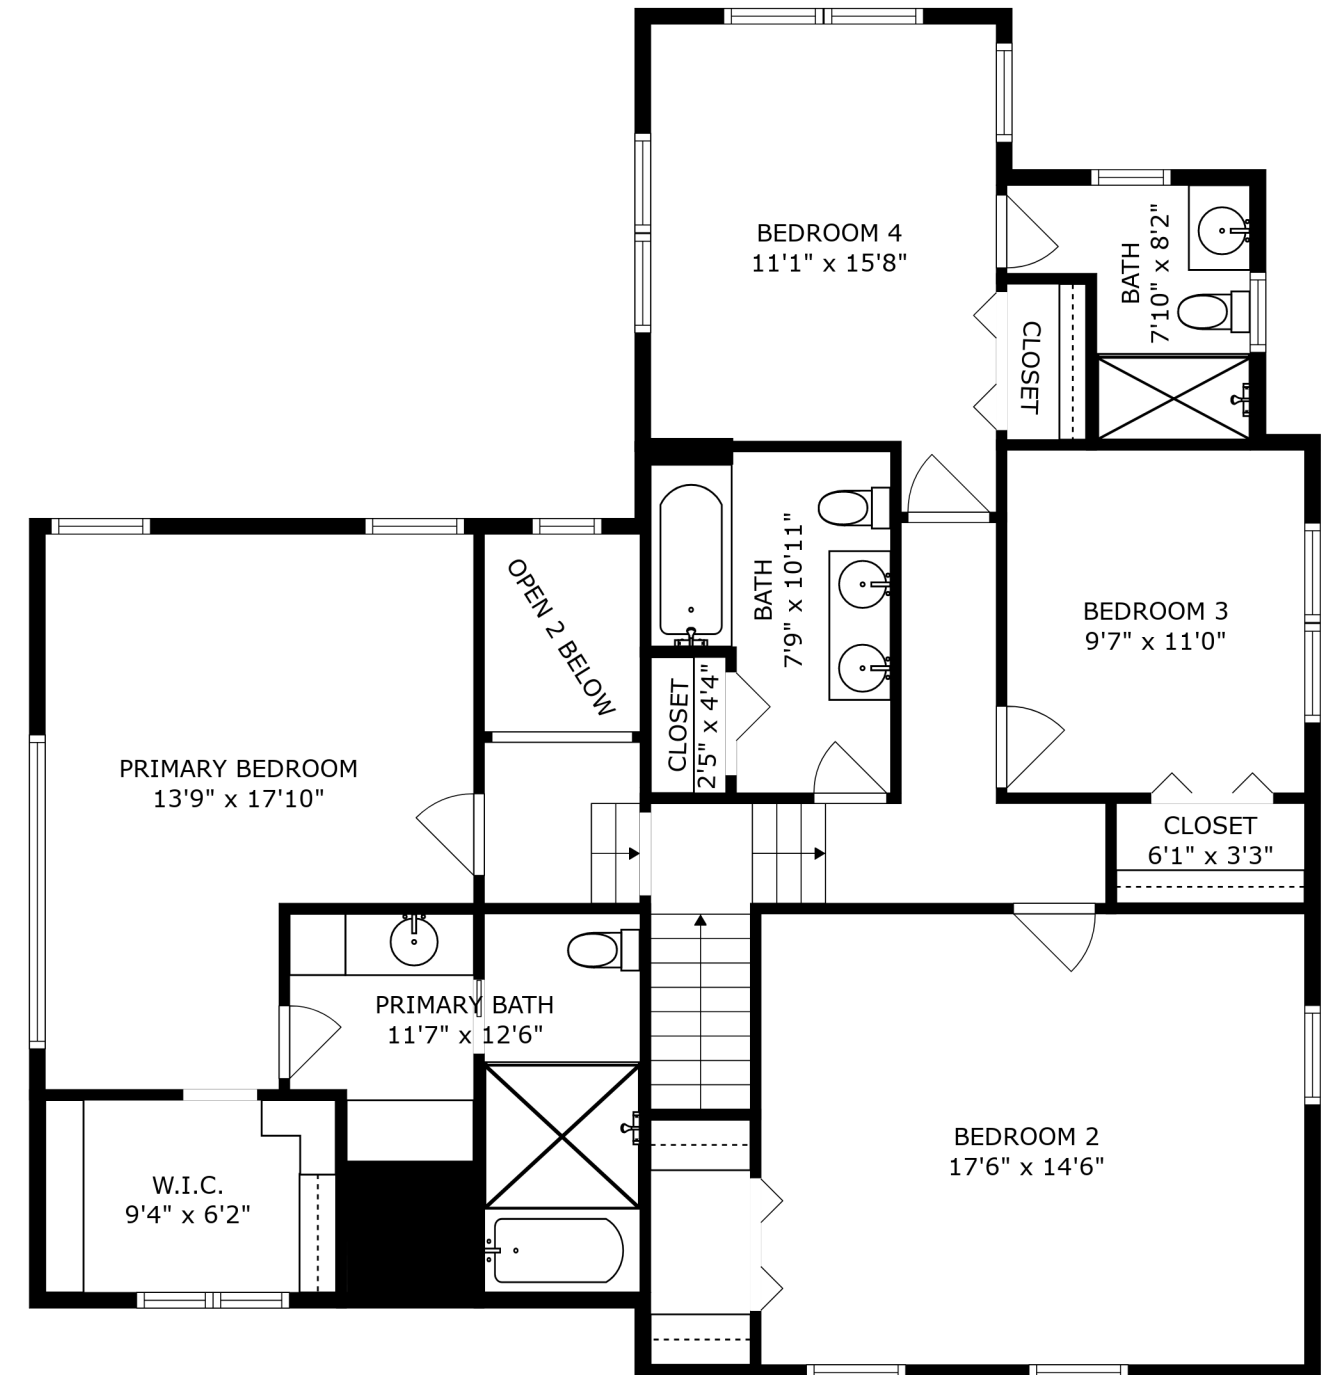 BEDROOM 4
11'1" x 15'8"
BATH
7'10" x 8'2"
CLOSET
OPEN 2 BELOW
BATH
7'9" x 10'11"
BEDROOM 3
9'7" x 11'0"
CLOSET
2'5" x 4'4"
PRIMARY BEDROOM
13'9" x 17'10"
CLOSET
6'1" x 3'3"
PRIMARY BATH
11'7" x 12'6"
BEDROOM 2
17'6" x 14'6"
W.I.C.
9'4" x 6'2"